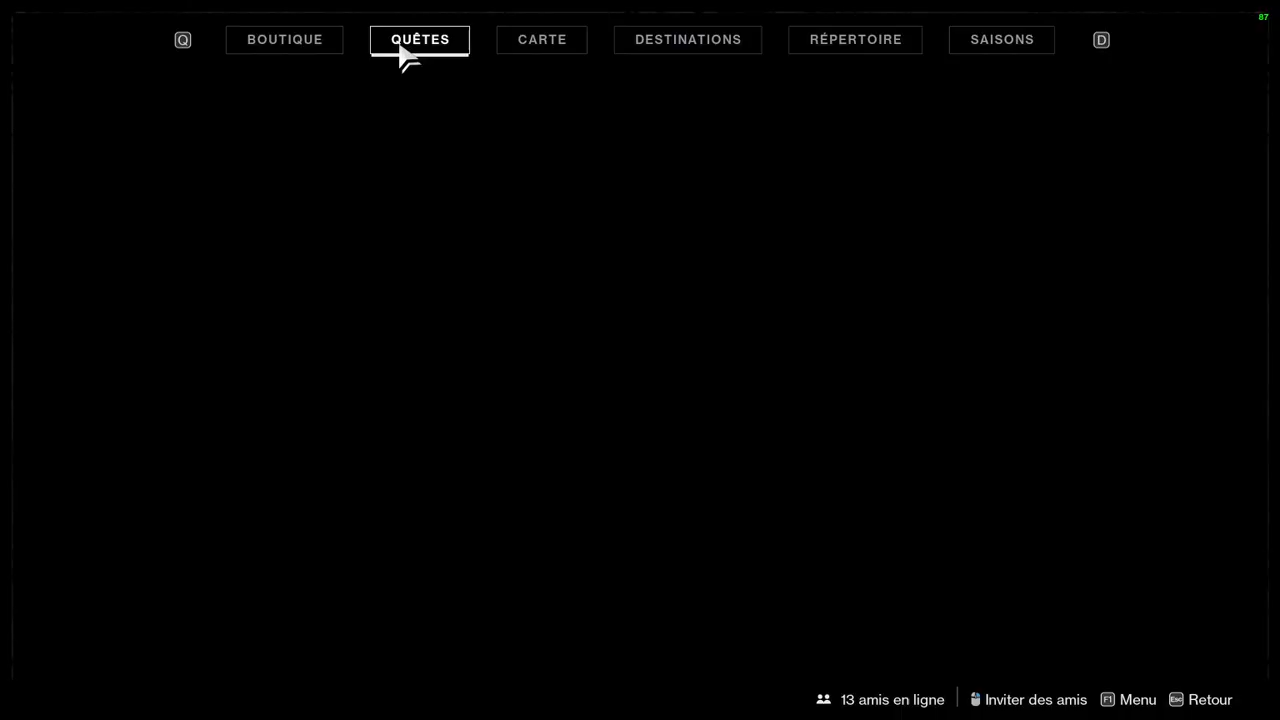 87
Q BOUTIQUE QUÊTES CARTE DESTINATIONS RÉPERTOIRE SAISONS D
13 amis en ligne Inviter des amis F1 Menu Esc Retour